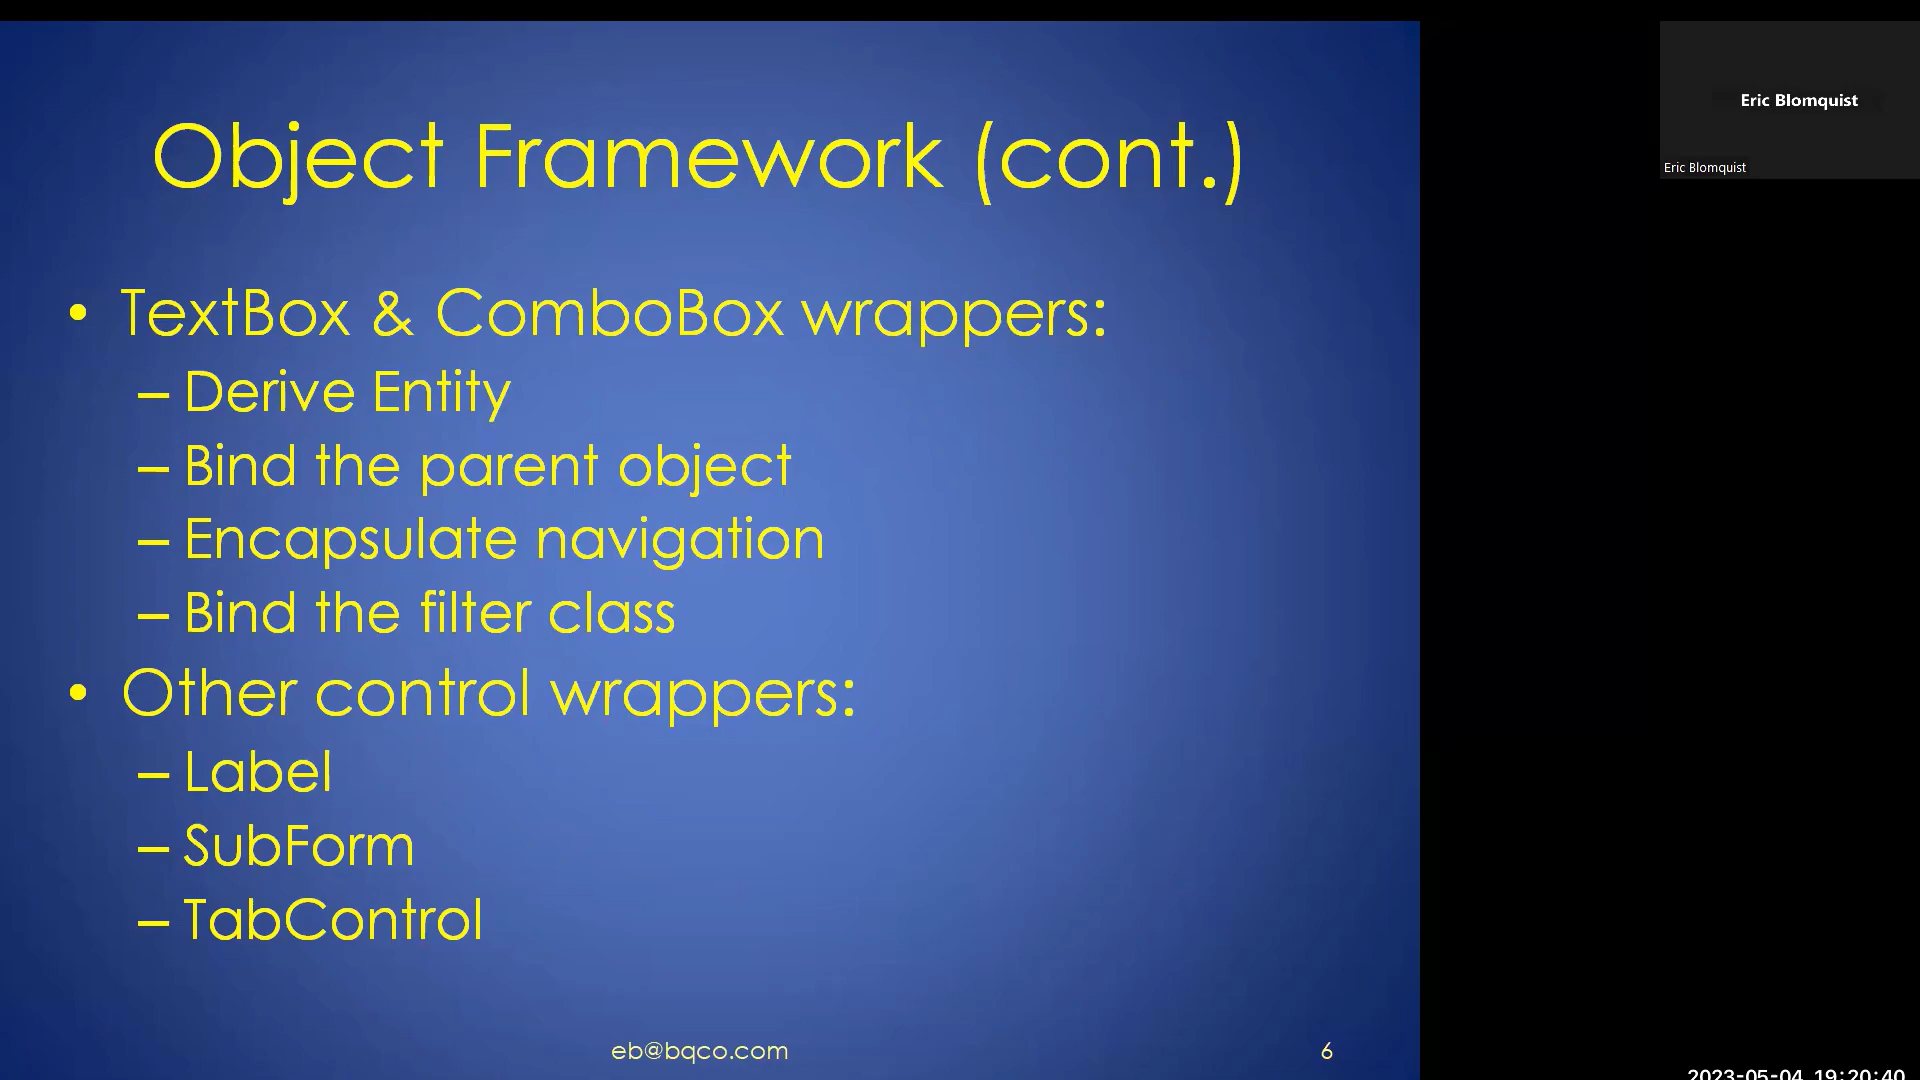 Object Framework (cont.)
• TextBox & ComboBox wrappers:
– Derive Entity
– Bind the parent object
– Encapsulate navigation
– Bind the filter class
• Other control wrappers:
– Label
– SubForm
– TabControl
eb@bqco.com
6
Eric Blomquist
Eric Blomquist
2023-05-04 19:20:40